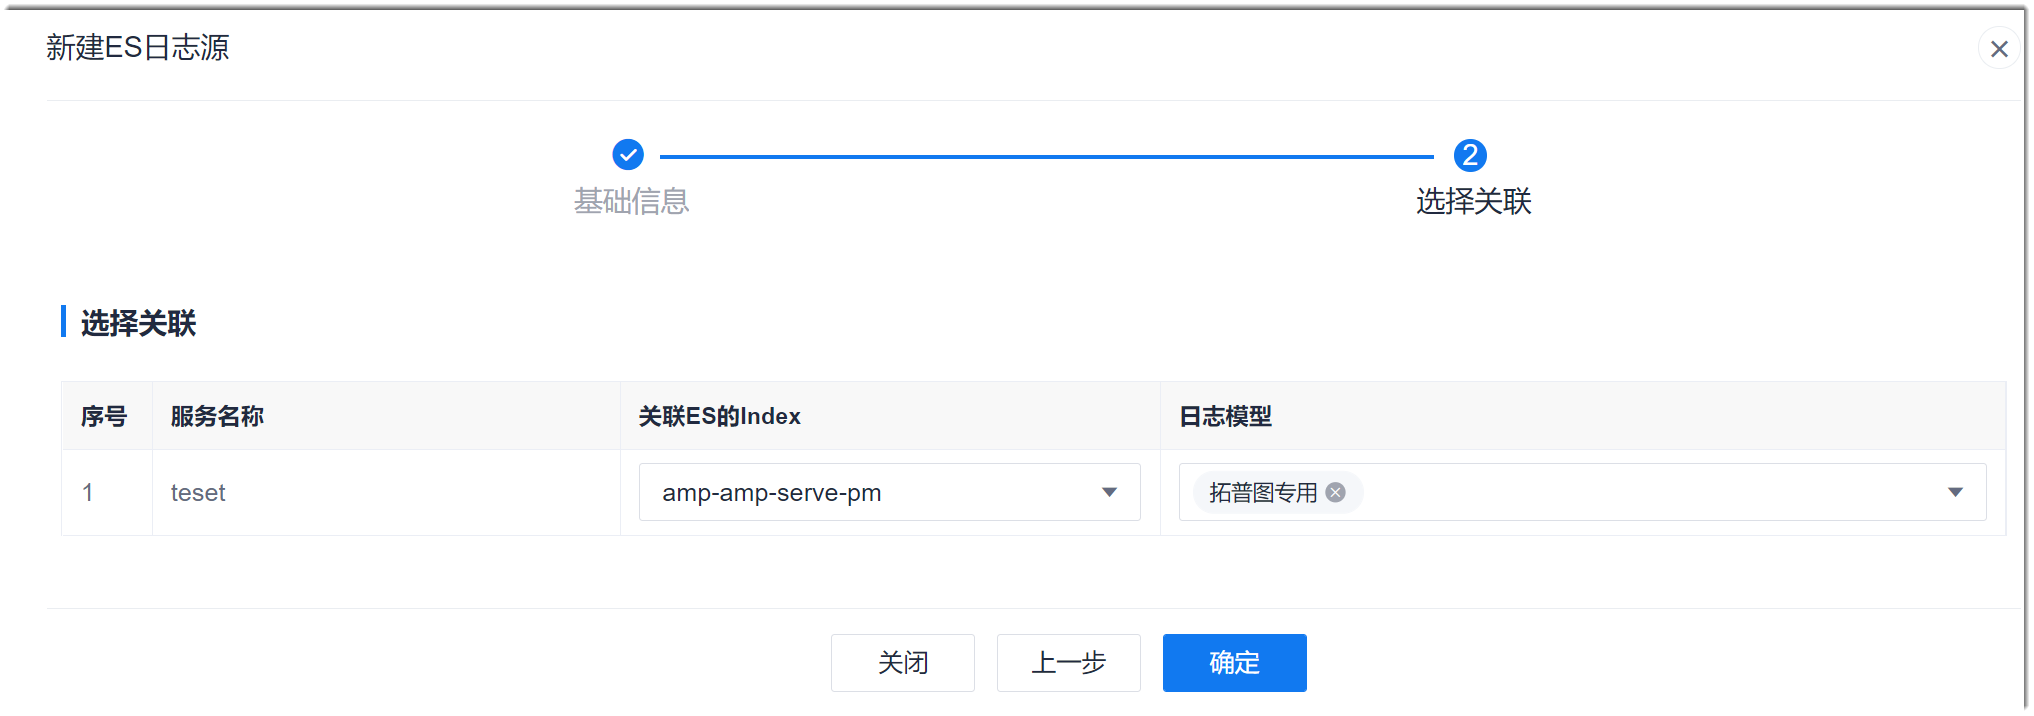 新建ES日志源
2
基础信息
选择关联
选择关联
序号 服务名称 关联ES的Index 日志模型
1 teset amp-amp-serve-pm 拓普图专用
关闭 上一步 确定